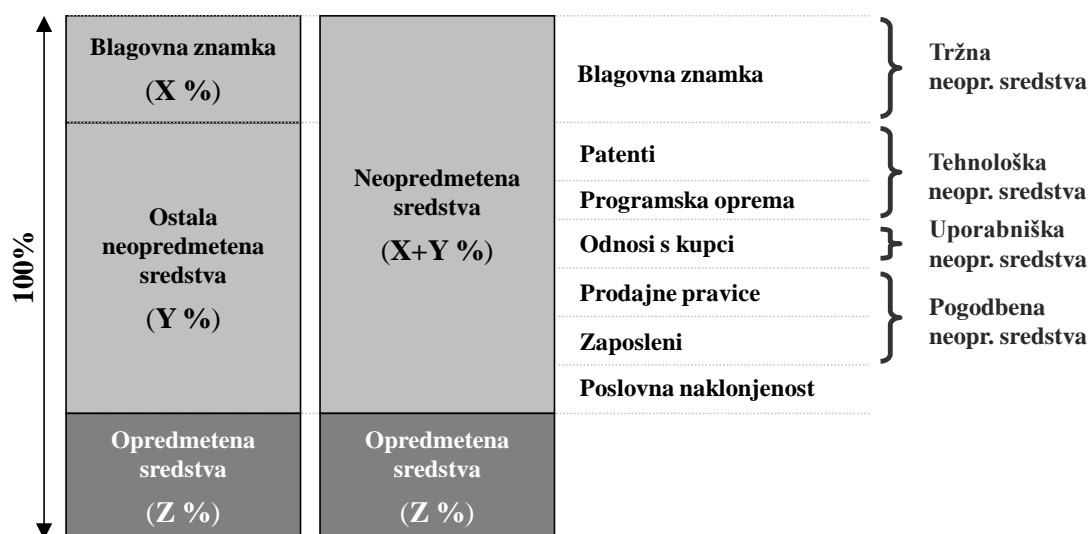 100%
Blagovna znamka
(X %)
Ostala
neopredmetena
sredstva
(Y %)
Opredmetena
sredstva
(Z %)
Neopredmetena
sredstva
(X+Y %)
Opredmetena
sredstva
(Z %)
Blagovna znamka
Patenti
Programska oprema
Odnosi s kupci
Prodajne pravice
Zaposleni
Poslovna naklonjenost
Tržna
neopr. sredstva
Tehnološka
neopr. sredstva
Uporabniška
neopr. sredstva
Pogodbena
neopr. sredstva